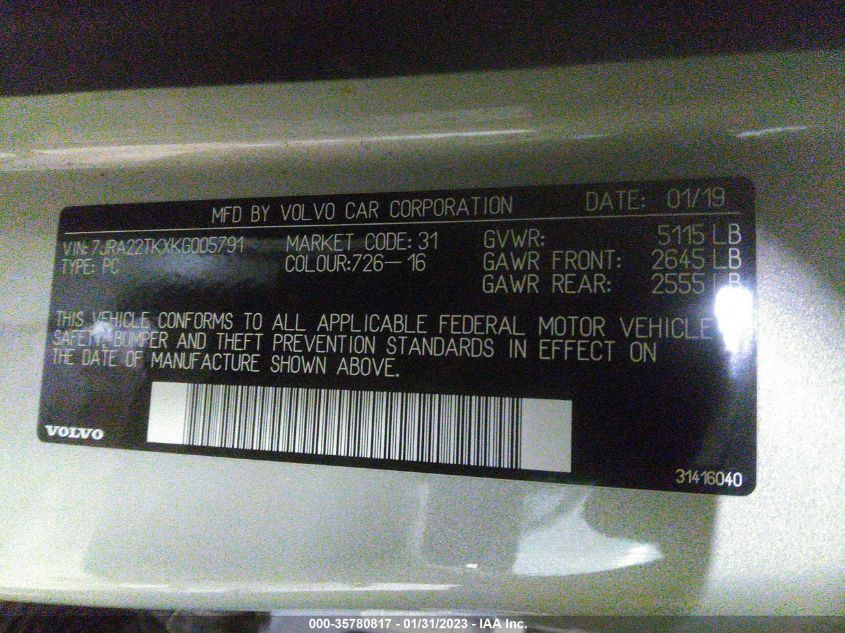 MFD BY VOLVO CAR CORPORATION DATE: 01/19
VIN: 7JRA22TKXKG005791 MARKET CODE: 31 GVWR: 5115 LB
TYPE: PC COLOUR:726-16 GAWR FRONT: 2645 LB
GAWR REAR: 2555 LB
THIS VEHICLE CONFORMS TO ALL APPLICABLE FEDERAL MOTOR VEHICLE
SAFETY, BUMPER AND THEFT PREVENTION STANDARDS IN EFFECT ON
THE DATE OF MANUFACTURE SHOWN ABOVE.
VOLVO
31416040
000-35780817 - 01/31/2023 - IAA Inc.